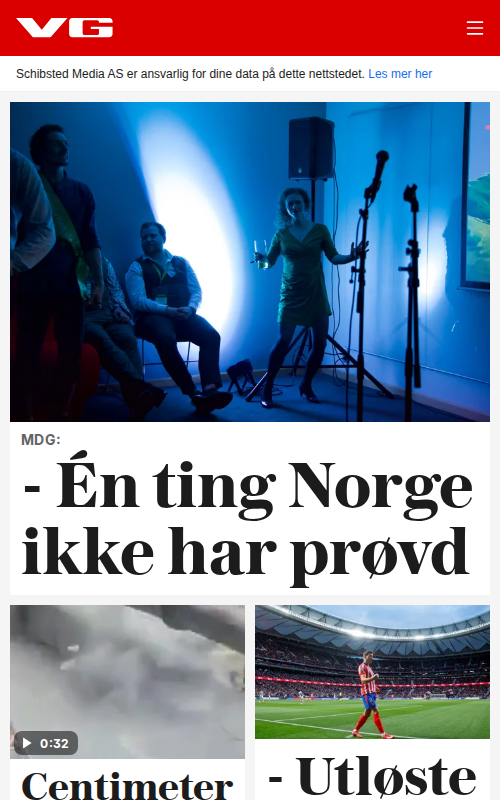 VG
Schibsted Media AS er ansvarlig for dine data på dette nettstedet. Les mer her
MDG:
- Én ting Norge
ikke har prøvd
0:32
Centimeter
- Utløste